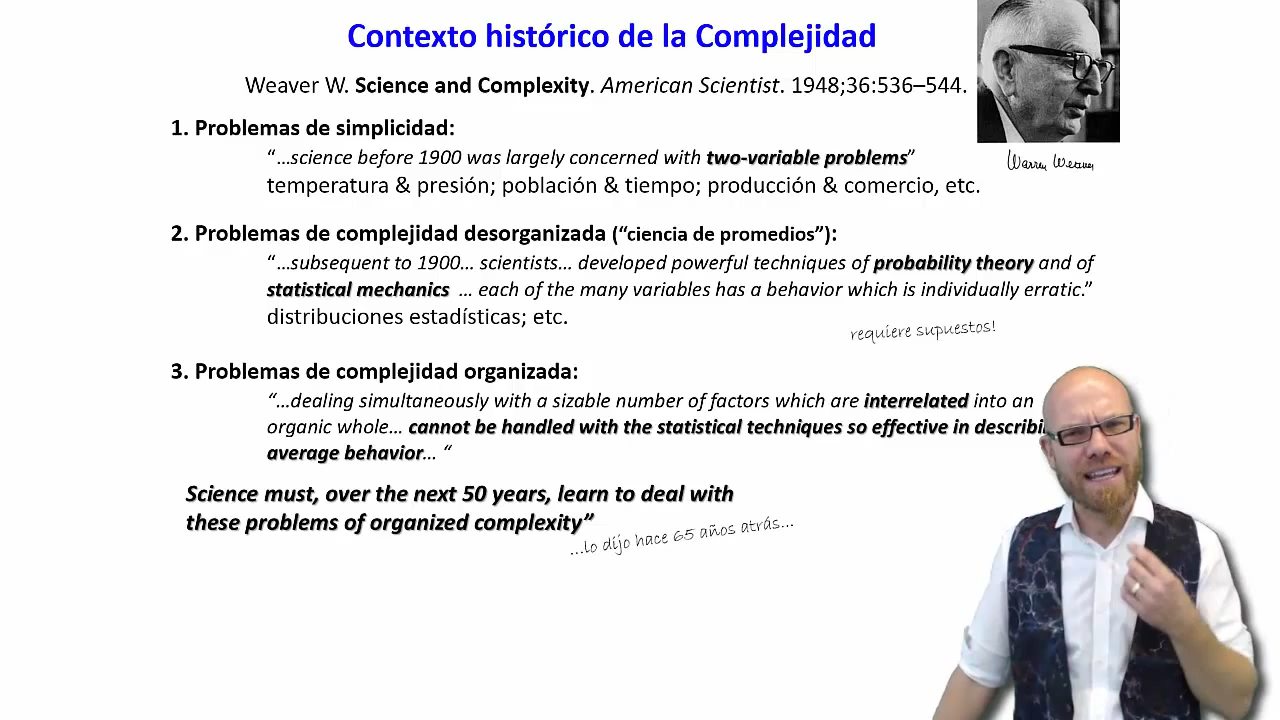 Contexto histórico de la Complejidad
Weaver W. Science and Complexity. American Scientist. 1948;36:536–544.
Warren Weaver
1. Problemas de simplicidad:
“…science before 1900 was largely concerned with two-variable problems”
temperatura & presión; población & tiempo; producción & comercio, etc.
2. Problemas de complejidad desorganizada (“ciencia de promedios”):
“…subsequent to 1900… scientists… developed powerful techniques of probability theory and of
statistical mechanics … each of the many variables has a behavior which is individually erratic.”
distribuciones estadísticas; etc.
requiere supuestos!
3. Problemas de complejidad organizada:
“…dealing simultaneously with a sizable number of factors which are interrelated into an
organic whole… cannot be handled with the statistical techniques so effective in
average behavior… “
Science must, over the next 50 years, learn to deal with
these problems of organized complexity”
…lo dijo hace 65 años atrás…